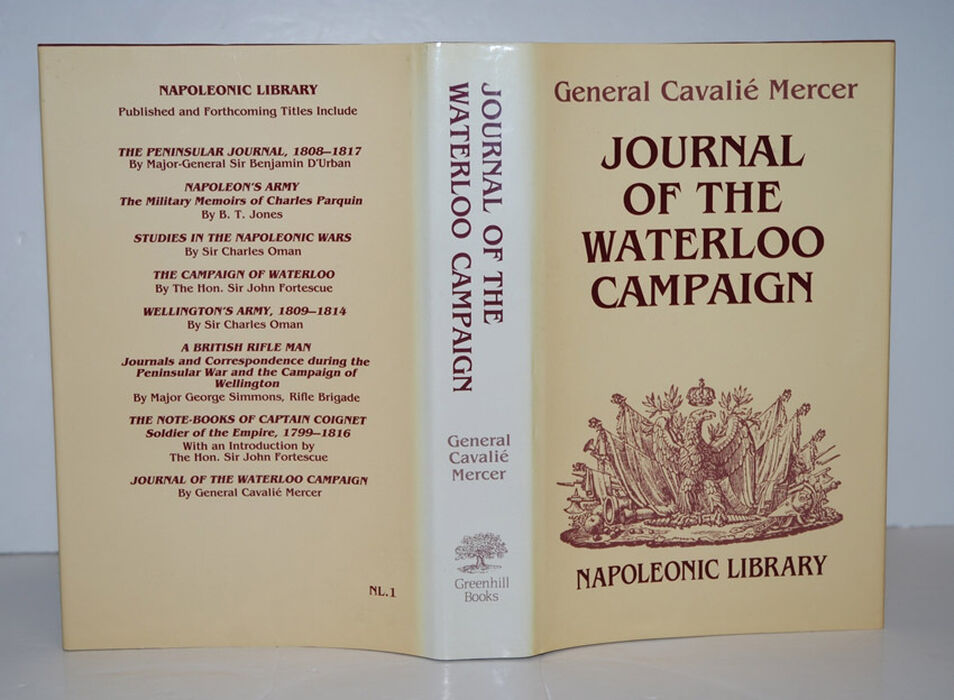 NAPOLEONIC LIBRARY
Published and Forthcoming Titles Include
THE PENINSULAR JOURNAL, 1808–1817
By Major-General Sir Benjamin D'Urban
NAPOLEON'S ARMY
The Military Memoirs of Charles Parquin
By B. T. Jones
STUDIES IN THE NAPOLEONIC WARS
By Sir Charles Oman
THE CAMPAIGN OF WATERLOO
By The Hon. Sir John Fortescue
WELLINGTON'S ARMY, 1809–1814
By Sir Charles Oman
A BRITISH RIFLE MAN
Journals and Correspondence during the
Peninsular War and the Campaign of
Wellington
By Major George Simmons, Rifle Brigade
THE NOTE-BOOKS OF CAPTAIN COIGNET
Soldier of the Empire, 1799–1816
With an Introduction by
The Hon. Sir John Fortescue
JOURNAL OF THE WATERLOO CAMPAIGN
By General Cavalié Mercer
NL.1
JOURNAL OF THE
WATERLOO CAMPAIGN
General
Cavalié
Mercer
Greenhill
Books
General Cavalié Mercer
JOURNAL
OF THE
WATERLOO
CAMPAIGN
NAPOLEONIC LIBRARY